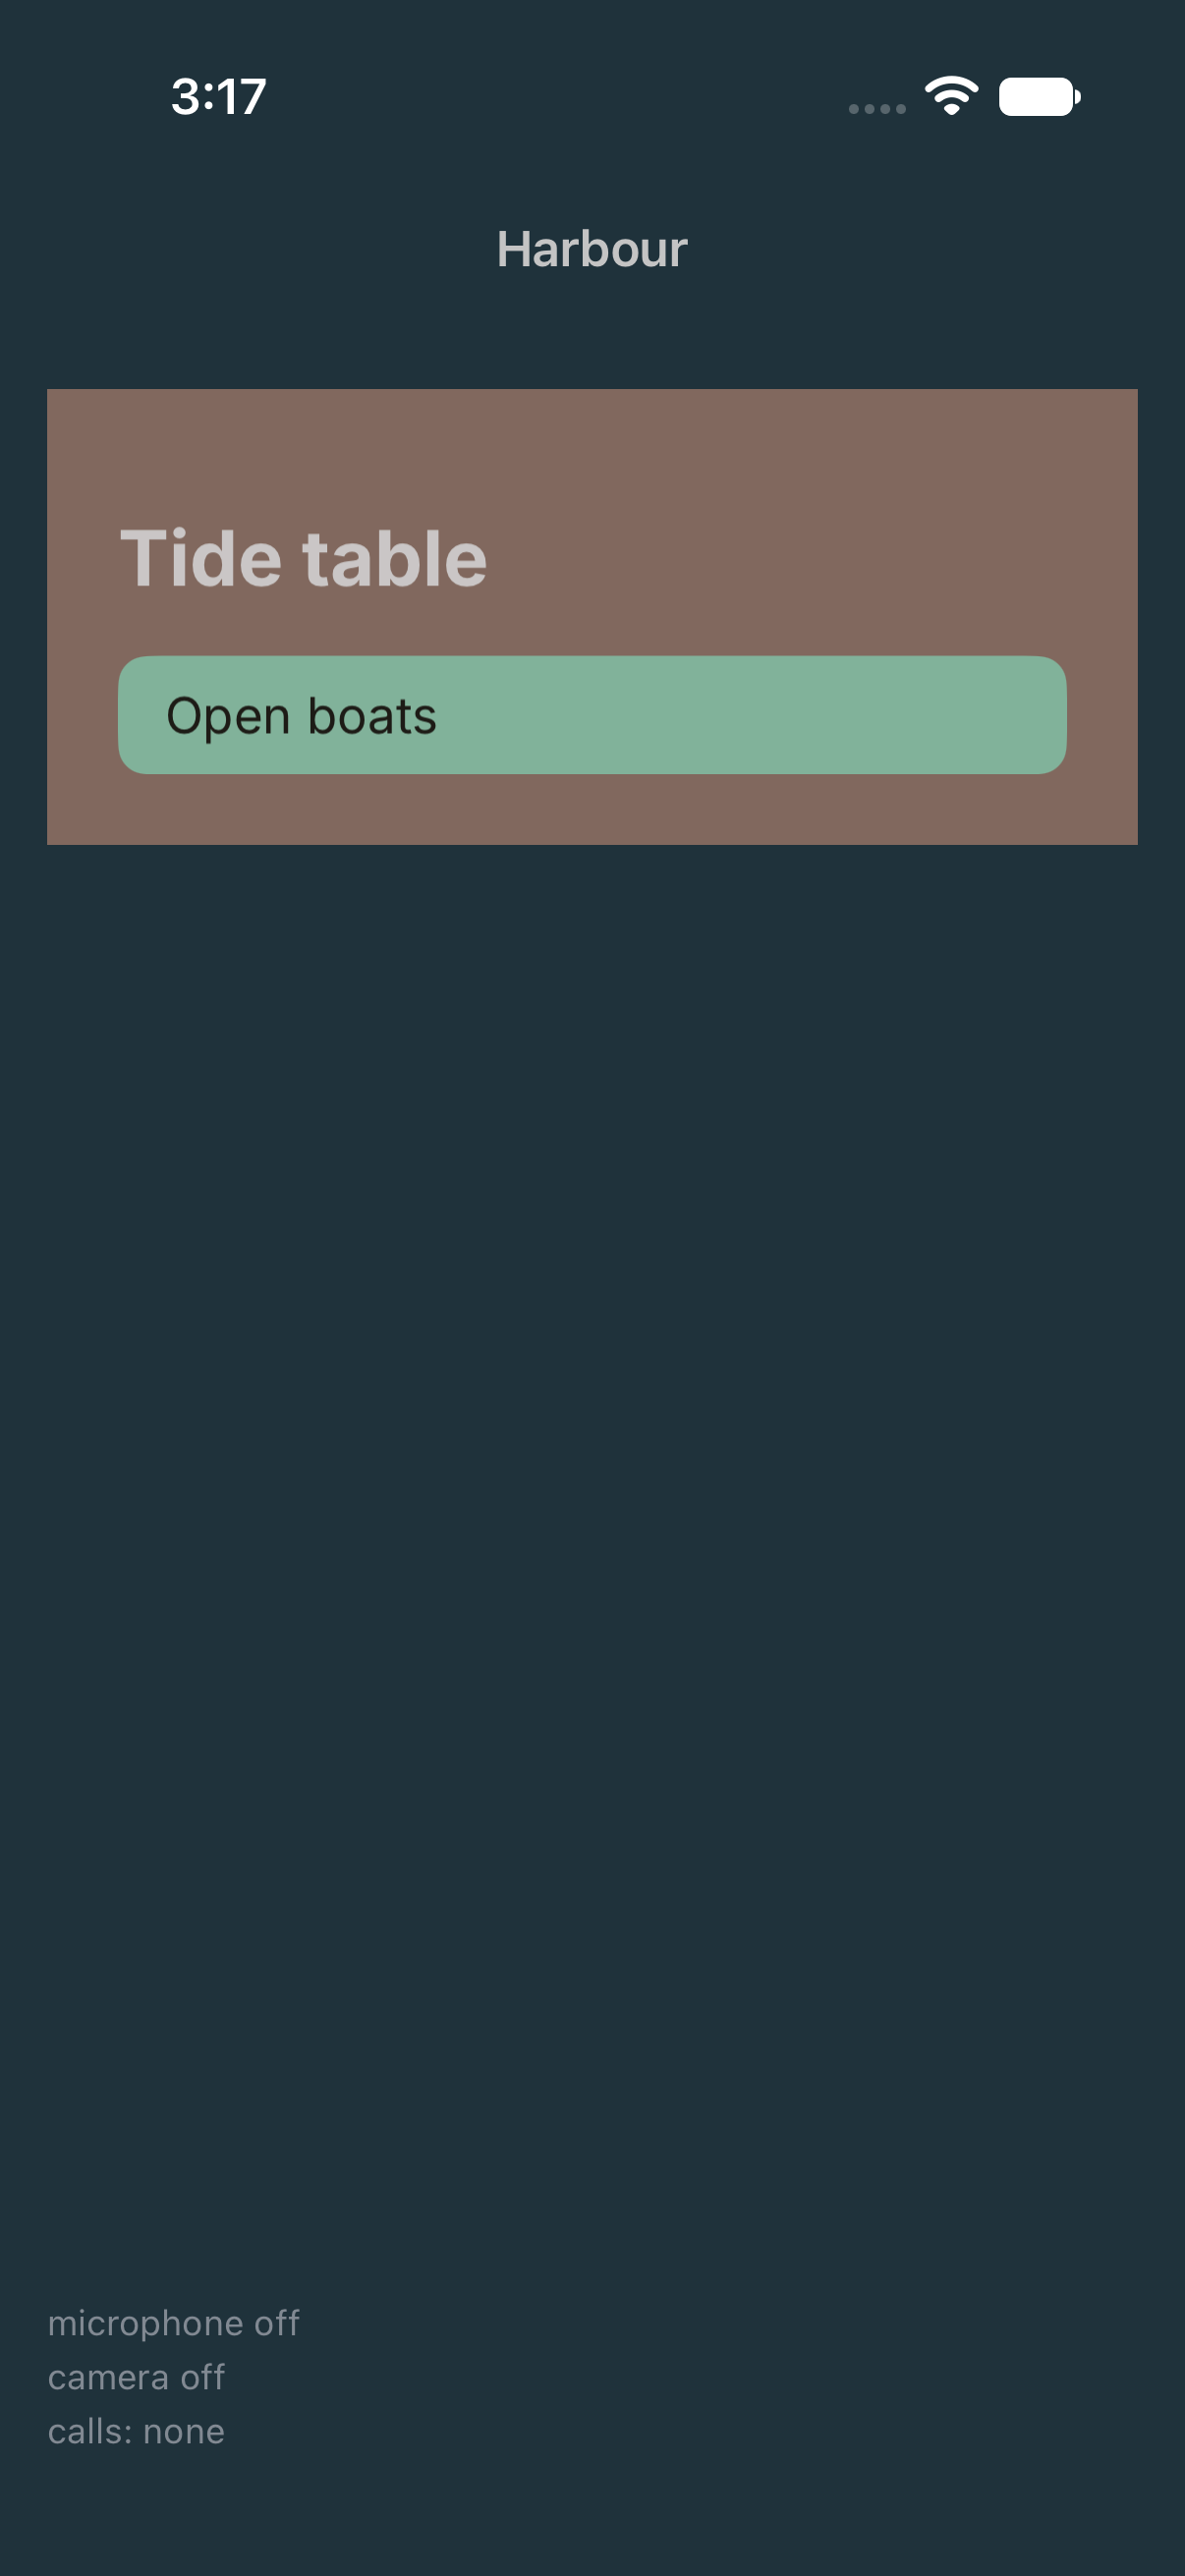 3:17
Harbour
Tide table
Open boats
microphone off
camera off
calls: none